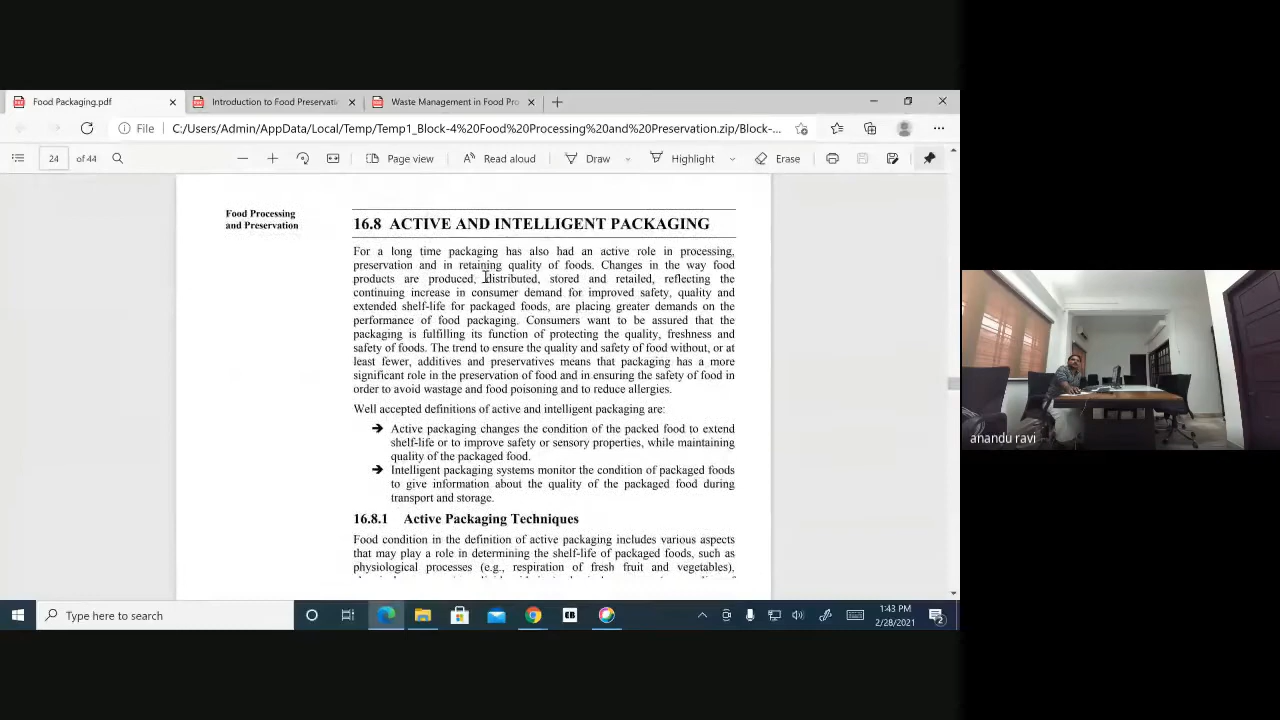 Food Packaging.pdf
Introduction to Food Preservati
Waste Management in Food Pro
File
C:/Users/Admin/AppData/Local/Temp/Temp1_Block-4%20Food%20Processing%20and%20Preservation.zip/Block-...
24 of 44
Page view
Read aloud
Draw
Highlight
Erase
Food Processing
and Preservation
16.8 ACTIVE AND INTELLIGENT PACKAGING
For a long time packaging has also had an active role in processing,
preservation and in retaining quality of foods. Changes in the way food
products are produced, distributed, stored and retailed, reflecting the
continuing increase in consumer demand for improved safety, quality and
extended shelf-life for packaged foods, are placing greater demands on the
performance of food packaging. Consumers want to be assured that the
packaging is fulfilling its function of protecting the quality, freshness and
safety of foods. The trend to ensure the quality and safety of food without, or at
least fewer, additives and preservatives means that packaging has a more
significant role in the preservation of food and in ensuring the safety of food in
order to avoid wastage and food poisoning and to reduce allergies.
Well accepted definitions of active and intelligent packaging are:
➔ Active packaging changes the condition of the packed food to extend
shelf-life or to improve safety or sensory properties, while maintaining
quality of the packaged food.
➔ Intelligent packaging systems monitor the condition of packaged foods
to give information about the quality of the packaged food during
transport and storage.
16.8.1 Active Packaging Techniques
Food condition in the definition of active packaging includes various aspects
that may play a role in determining the shelf-life of packaged foods, such as
physiological processes (e.g., respiration of fresh fruit and vegetables),
Type here to search
1:43 PM
2/28/2021
2
anandu ravi